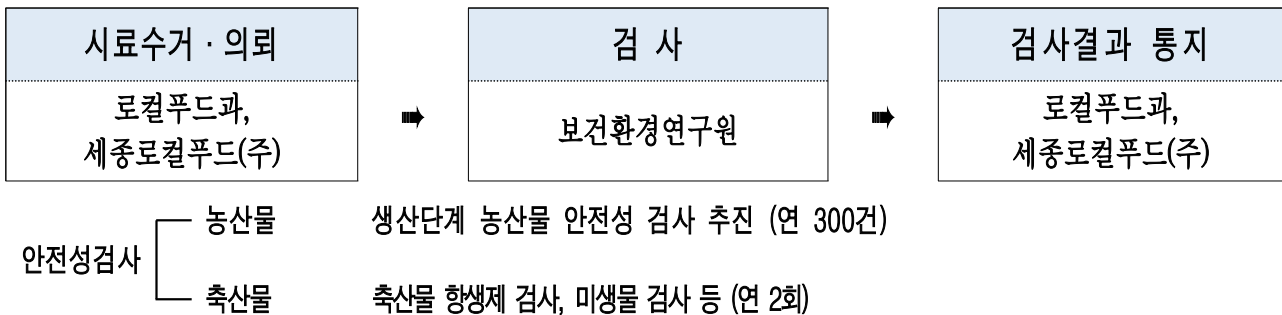 시료수거·의뢰
로컬푸드과,
세종로컬푸드(주)
검 사
보건환경연구원
검사결과 통지
로컬푸드과,
세종로컬푸드(주)
안전성검사
농산물 생산단계 농산물 안전성 검사 추진 (연 300건)
축산물 축산물 항생제 검사, 미생물 검사 등 (연 2회)